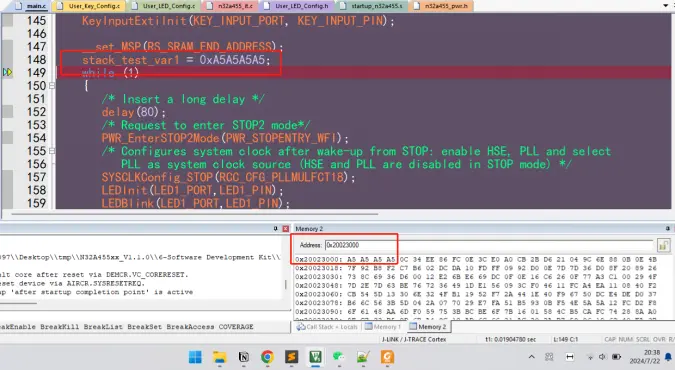 main.c User_Key_Config.c User_LED_Config.c n32a455_it.c User_LED_Config.h startup_n32a455.s n32a455_pwr.h
145 KeyInputExtiInit(KEY_INPUT_PORT, KEY_INPUT_PIN);
146
147 __set_MSP(RS_SRAM_END_ADDRESS);
148 stack_test_var1 = 0xA5A5A5A5;
149 while (1)
150 {
151 /* Insert a long delay */
152 delay(80);
153 /* Request to enter STOP2 mode*/
154 PWR_EnterSTOP2Mode(PWR_STOPENTRY_WFI);
155 /* Configures system clock after wake-up from STOP: enable HSE, PLL and select
156 PLL as system clock source (HSE and PLL are disabled in STOP mode) */
157 SYSCLKConfig_STOP(RCC_CFG_PLLMULFCT18);
158 LEDInit(LED1_PORT,LED1_PIN);
159 LEDBlink(LED1_PORT,LED1_PIN);
Memory 2
Address: 0x20023000
097\\Desktop\\tmp\\N32A455xx_V1.1.0\\6-Software Development Kit\\
alt core after reset via DEMCR.VC_CORERESET.
eset device via AIRCR.SYSRESETREQ.
ap 'after startup completion point' is active
0x20023000: A5 A5 A5 A5 0C 34 EE 86 FC 0E 3C E0 A0 CB 2B D6 21 04 9C 6E 88 0B 0E 4B
0x20023018: 7F 92 B8 F2 C7 B6 02 DC DA 10 FD FF 09 92 D0 0E 7D 7D 36 D0 8F 20 89 26
0x20023030: 73 8C 69 36 D6 00 12 E2 6B E6 69 DC 0F 0E 16 C6 26 0F 77 A3 C1 00 29 4F
0x20023048: 7D 2E 7D 63 BE 76 72 36 49 1D E1 56 09 3C F0 46 11 FC A4 EA 11 08 40 F2
0x20023060: CB 54 5D 13 30 6E 32 4F B1 19 52 F7 2A 44 1E 40 F9 67 50 DC E4 DE D0 37
0x20023078: B6 6C 56 3B 5D 04 2A 07 70 29 E7 FA 51 B5 93 DB F5 4E 5A 5A 12 FC D2 F8
0x20023090: 6F 61 48 AA 6D F0 59 75 3B BC BE 6F 7B 16 01 58 4C B5 CA FC 74 28 8A A0
eakEnable BreakKill BreakList BreakSet BreakAccess COVERAGE
Call Stack + Locals Memory 1 Memory 2
J-LINK / J-TRACE Cortex t1: 0.01904780 sec L:149 C:1 CAP NUM SCRL OVR R/
20:38
2024/7/22